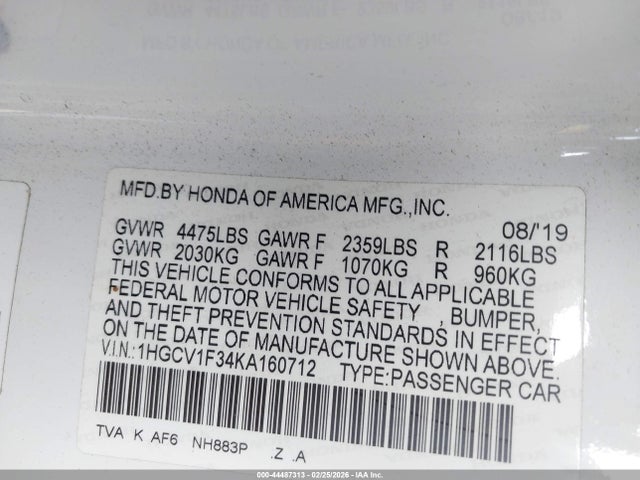 MFD.BY HONDA OF AMERICA MFG.,INC. 08/'19
GVWR 4475LBS GAWR F 2359LBS R 2116LBS
GVWR 2030KG GAWR F 1070KG R 960KG
THIS VEHICLE CONFORMS TO ALL APPLICABLE
FEDERAL MOTOR VEHICLE SAFETY , BUMPER,
AND THEFT PREVENTION STANDARDS IN EFFECT
ON THE DATE OF MANUFACTURE SHOWN ABOVE.
V.I.N.:1HGCV1F34KA160712 TYPE:PASSENGER CAR
TVA K AF6 NH883P .Z .A
000-44487313 - 02/25/2026 - IAAI.COM